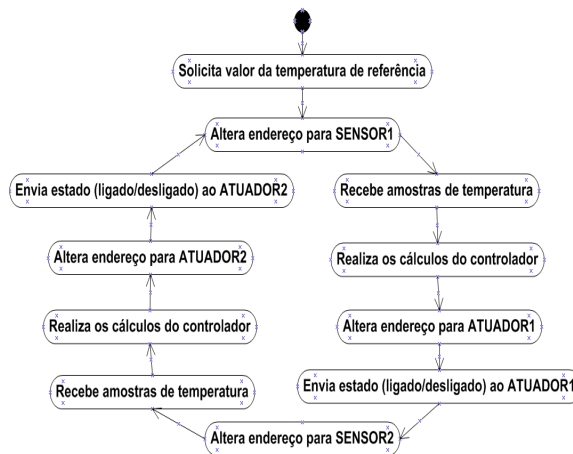 Solicita valor da temperatura de referência
Altera endereço para SENSOR1
Envia estado (ligado/desligado) ao ATUADOR2
Recebe amostras de temperatura
Altera endereço para ATUADOR2
Realiza os cálculos do controlador
Realiza os cálculos do controlador
Altera endereço para ATUADOR1
Recebe amostras de temperatura
Envia estado (ligado/desligado) ao ATUADOR1
Altera endereço para SENSOR2